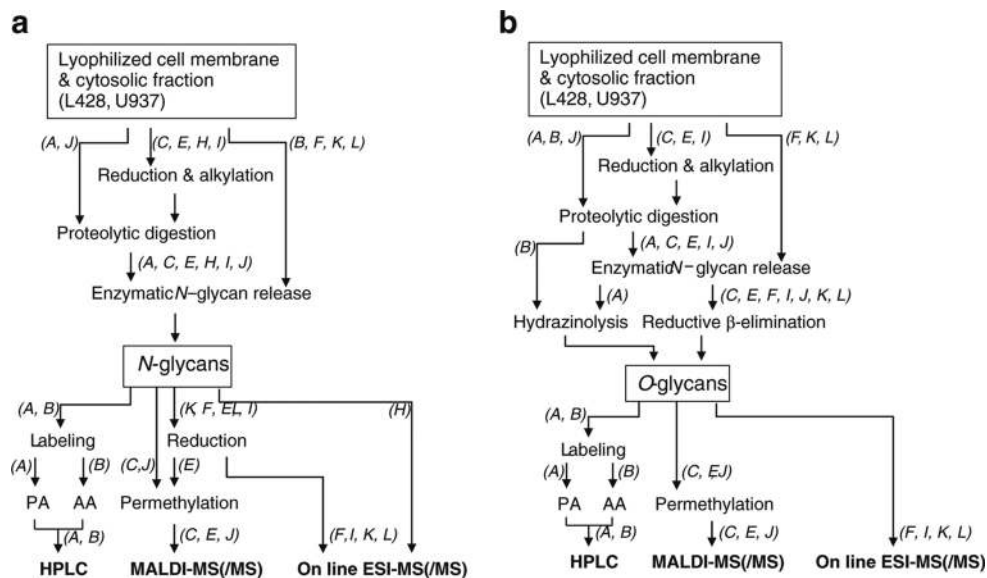 a
Lyophilized cell membrane
& cytosolic fraction
(L428, U937)
(A, J)
(C, E, H, I)
(B, F, K, L)
Reduction & alkylation
Proteolytic digestion
(A, C, E, H, I, J)
Enzymatic N–glycan release
N-glycans
(A, B)
(K, F, EL, I)
(H)
Labeling
Reduction
(A)
(B)
(C,J)
(E)
PA
AA
Permethylation
(A, B)
(C, E, J)
(F,I, K, L)
HPLC
MALDI-MS(/MS)
On line ESI-MS(/MS)
b
Lyophilized cell membrane
& cytosolic fraction
(L428, U937)
(A, B, J)
(C, E, I)
(F, K, L)
Reduction & alkylation
Proteolytic digestion
(B)
(A, C, E, I, J)
Enzymatic N–glycan release
(A)
(C, E, F, I, J, K, L)
Hydrazinolysis
Reductive β-elimination
O-glycans
(A, B)
Labeling
(A)
(B)
(C, EJ)
PA
AA
Permethylation
(A, B)
(C, E, J)
(F, I, K, L)
HPLC
MALDI-MS(/MS)
On line ESI-MS(/MS)